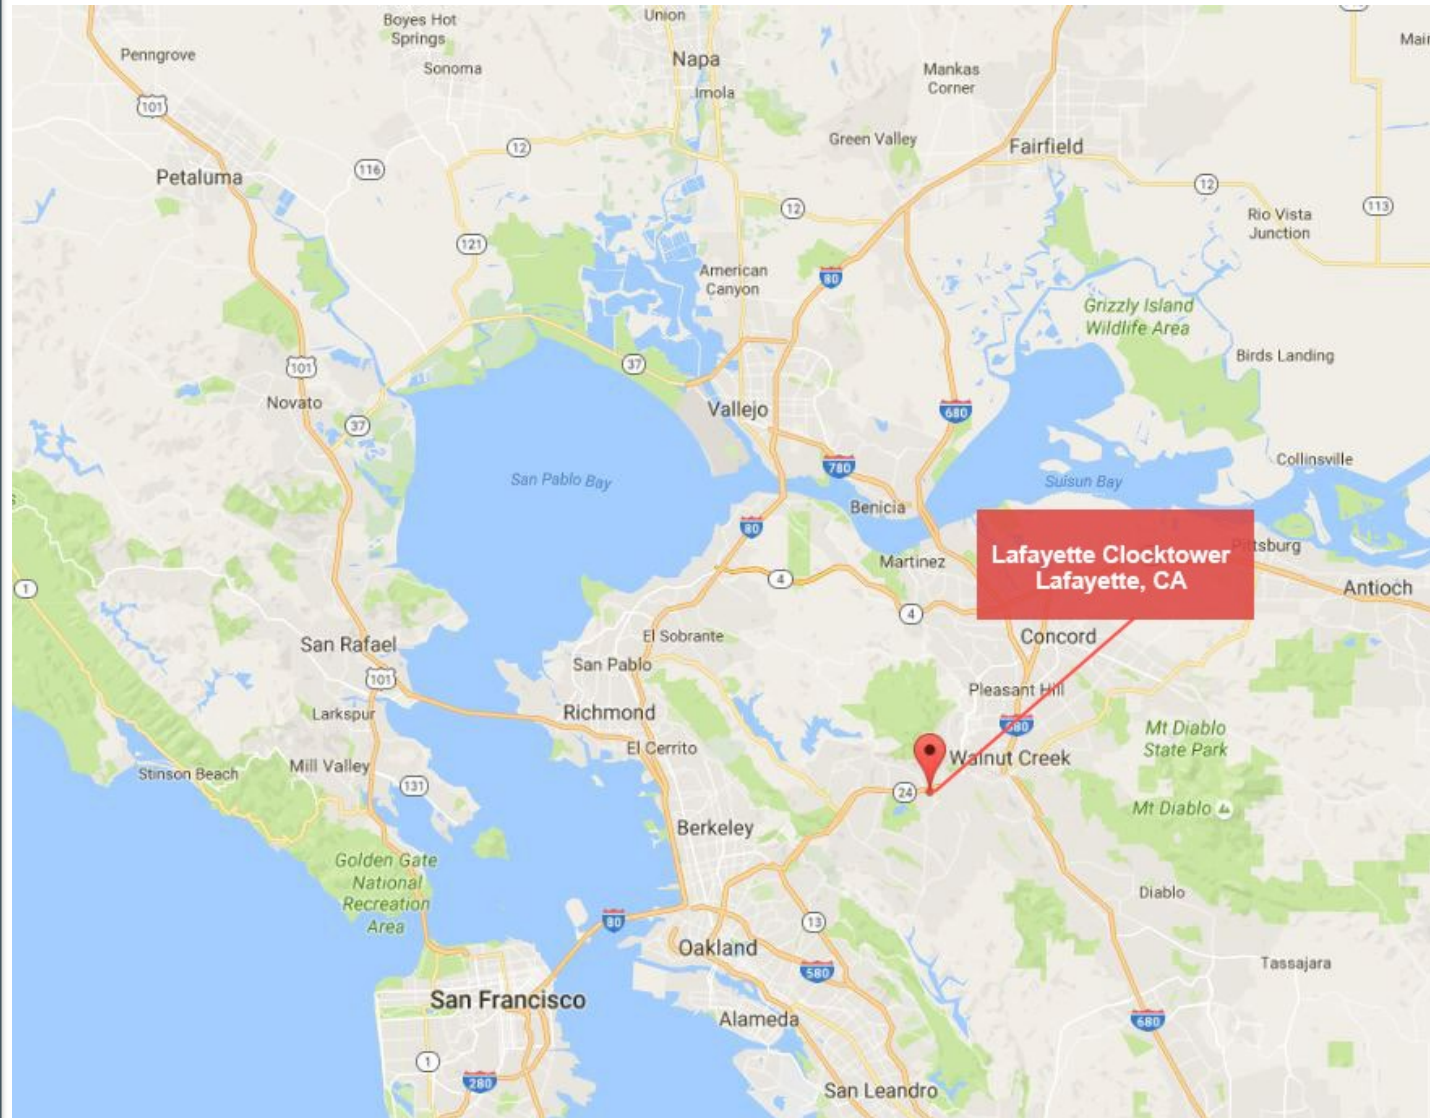 Union
Boyes Hot
Springs
Penngrove
Sonoma
Napa
Mankas
Corner
Imola
101
Green Valley
Fairfield
12
116
Petaluma
12
12
113
Rio Vista
Junction
121
American
Canyon
80
Grizzly Island
Wildlife Area
37
101
Birds Landing
Novato
Vallejo
680
37
780
Collinsville
San Pablo Bay
Suisun Bay
Benicia
80
Lafayette Clocktower
Lafayette, CA
Pittsburg
Martinez
4
1
Antioch
4
San Rafael
El Sobrante
Concord
San Pablo
101
Pleasant Hill
Larkspur
Richmond
680
Mt Diablo
State Park
El Cerrito
Walnut Creek
Stinson Beach
Mill Valley
131
24
Mt Diablo
Berkeley
Golden Gate
National
Recreation
Area
Diablo
80
13
Oakland
580
Tassajara
San Francisco
Alameda
680
1
280
San Leandro